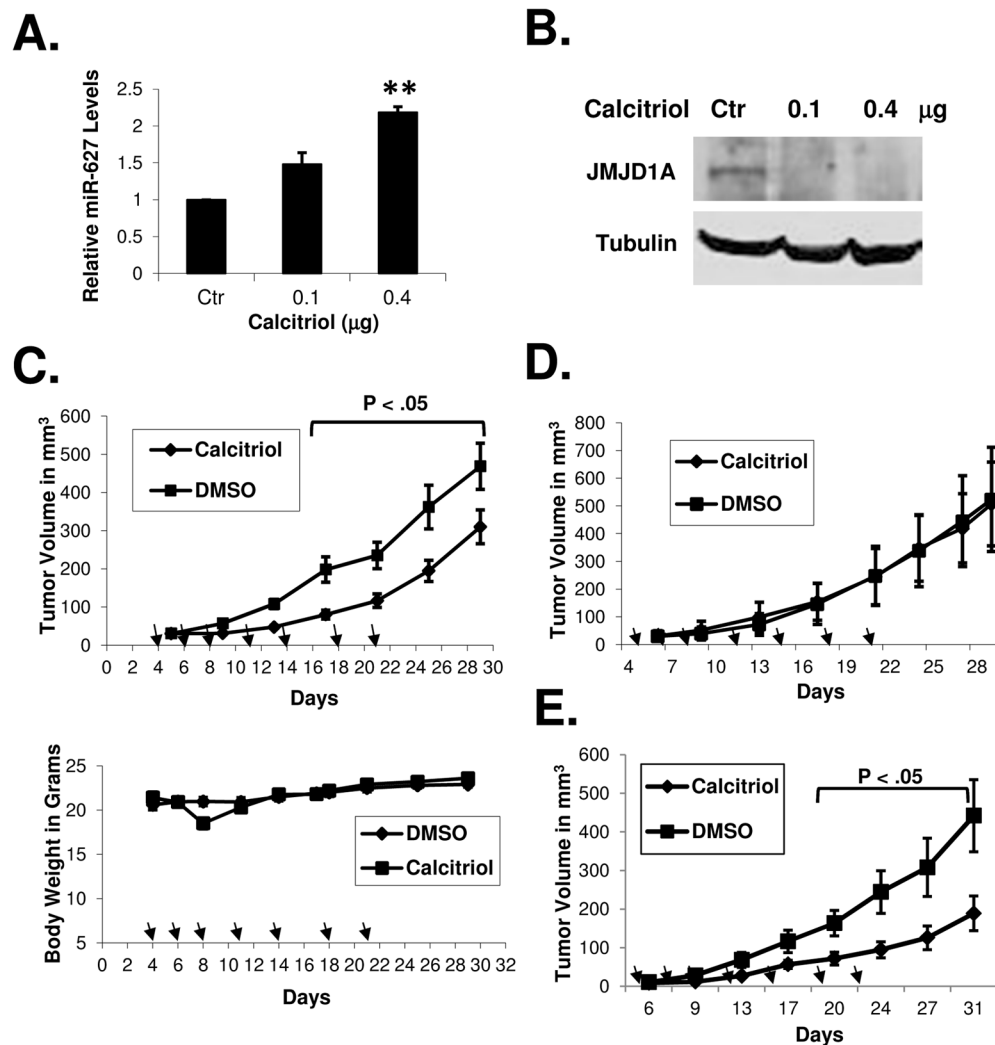 A.
Relative miR-627 Levels
2.5
2
1.5
1
0.5
0
**
Ctr 0.1 0.4
Calcitriol (μg)
B.
Calcitriol Ctr 0.1 0.4 μg
JMJD1A
Tubulin
C.
Tumor Volume in mm³
600
500
400
300
200
100
0
P < .05
Calcitriol
DMSO
0 2 4 6 8 10 12 14 16 18 20 22 24 26 28 30
Days
Body Weight in Grams
25
20
15
10
5
DMSO
Calcitriol
0 2 4 6 8 10 12 14 16 18 20 22 24 26 28 30 32
Days
D.
Tumor Volume in mm³
800
700
600
500
400
300
200
100
0
Calcitriol
DMSO
4 7 10 13 16 19 22 25 28
Days
E.
Tumor Volume in mm³
600
500
400
300
200
100
0
P < .05
Calcitriol
DMSO
6 9 13 17 20 24 27 31
Days